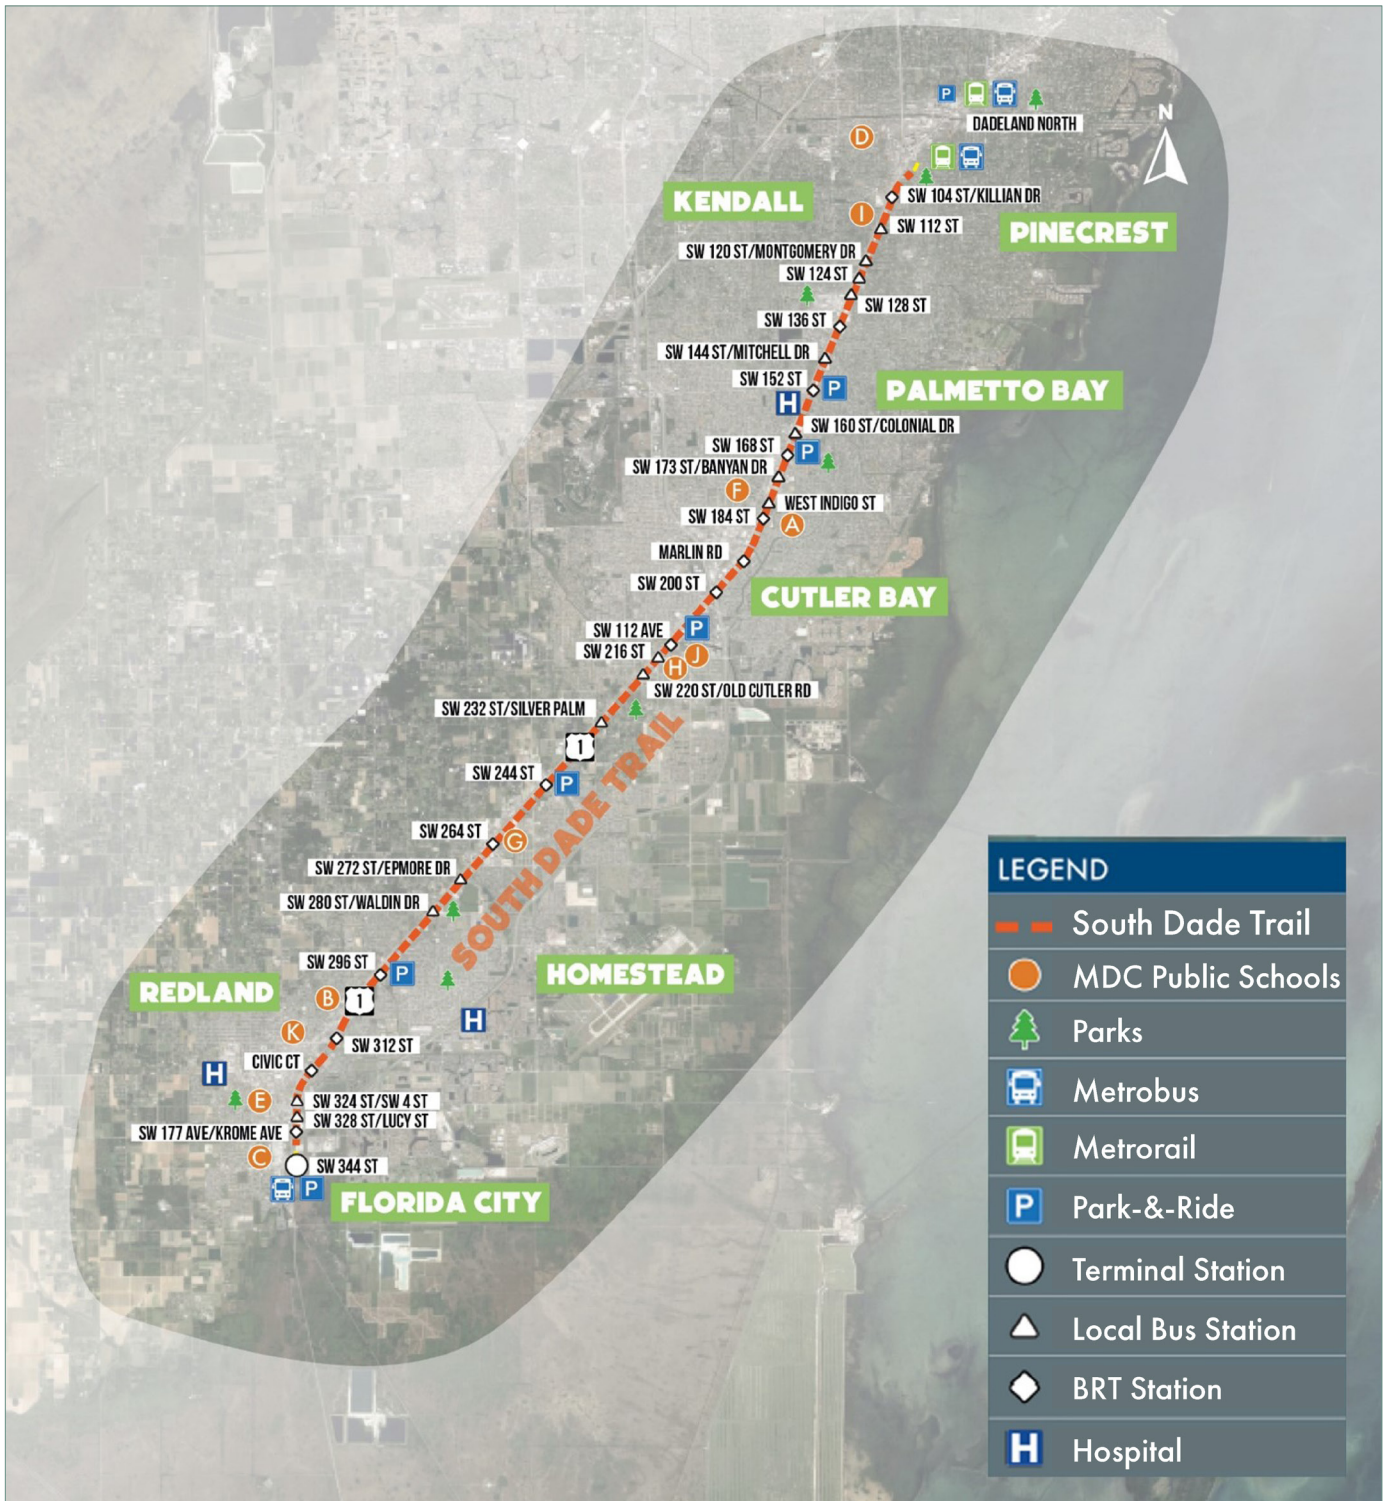 P
DADELAND NORTH
N
D
SW 104 ST/KILLIAN DR
KENDALL
I
SW 112 ST
PINECREST
SW 120 ST/MONTGOMERY DR
SW 124 ST
SW 128 ST
SW 136 ST
SW 144 ST/MITCHELL DR
SW 152 ST
P
PALMETTO BAY
H
SW 160 ST/COLONIAL DR
SW 168 ST
P
SW 173 ST/BANYAN DR
F
WEST INDIGO ST
SW 184 ST
A
MARLIN RD
SW 200 ST
CUTLER BAY
SW 112 AVE
P
SW 216 ST
J
H
SW 220 ST/OLD CUTLER RD
SW 232 ST/SILVER PALM
1
SOUTH DADE TRAIL
SW 244 ST
P
SW 264 ST
G
SW 272 ST/EPMORE DR
SW 280 ST/WALDIN DR
SW 296 ST
P
HOMESTEAD
REDLAND
B
1
H
K
SW 312 ST
CIVIC CT
H
E
SW 324 ST/SW 4 ST
SW 328 ST/LUCY ST
SW 177 AVE/KROME AVE
C
SW 344 ST
P
FLORIDA CITY
LEGEND
South Dade Trail
MDC Public Schools
Parks
Metrobus
Metrorail
P Park-&-Ride
Terminal Station
Local Bus Station
BRT Station
H Hospital